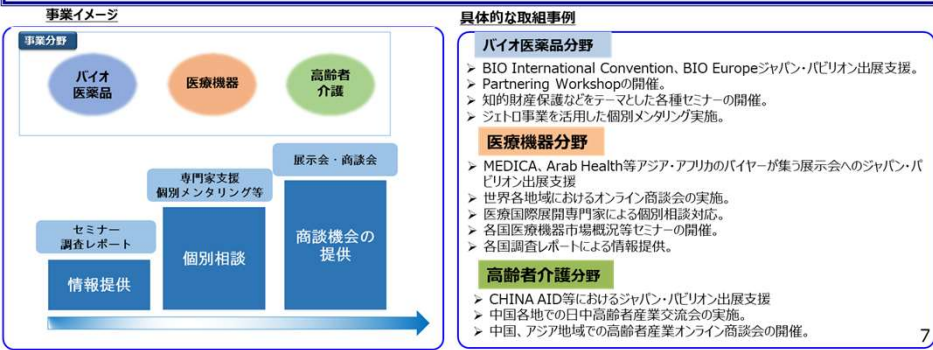 事業イメージ
事業分野
バイオ
医薬品
医療機器
高齢者
介護
展示会・商談会
専門家支援
個別メンタリング等
セミナー
調査レポート
商談機会の
提供
個別相談
情報提供
具体的な取組事例
バイオ医薬品分野
➢ BIO International Convention、BIO Europeジャパン・パビリオン出展支援。
➢ Partnering Workshopの開催。
➢ 知的財産保護などをテーマとした各種セミナーの開催。
➢ ジェトロ事業を活用した個別メンタリング実施。
医療機器分野
➢ MEDICA、Arab Health等アジア・アフリカのバイヤーが集う展示会へのジャパン・パ
ビリオン出展支援
➢ 世界各地域におけるオンライン商談会の実施。
➢ 医療国際展開専門家による個別相談対応。
➢ 各国医療機器市場概況等セミナーの開催。
➢ 各国調査レポートによる情報提供。
高齢者介護分野
➢ CHINA AID等におけるジャパン・パビリオン出展支援
➢ 中国各地での日中高齢者産業交流会の実施。
➢ 中国、アジア地域での高齢者産業オンライン商談会の開催。
7